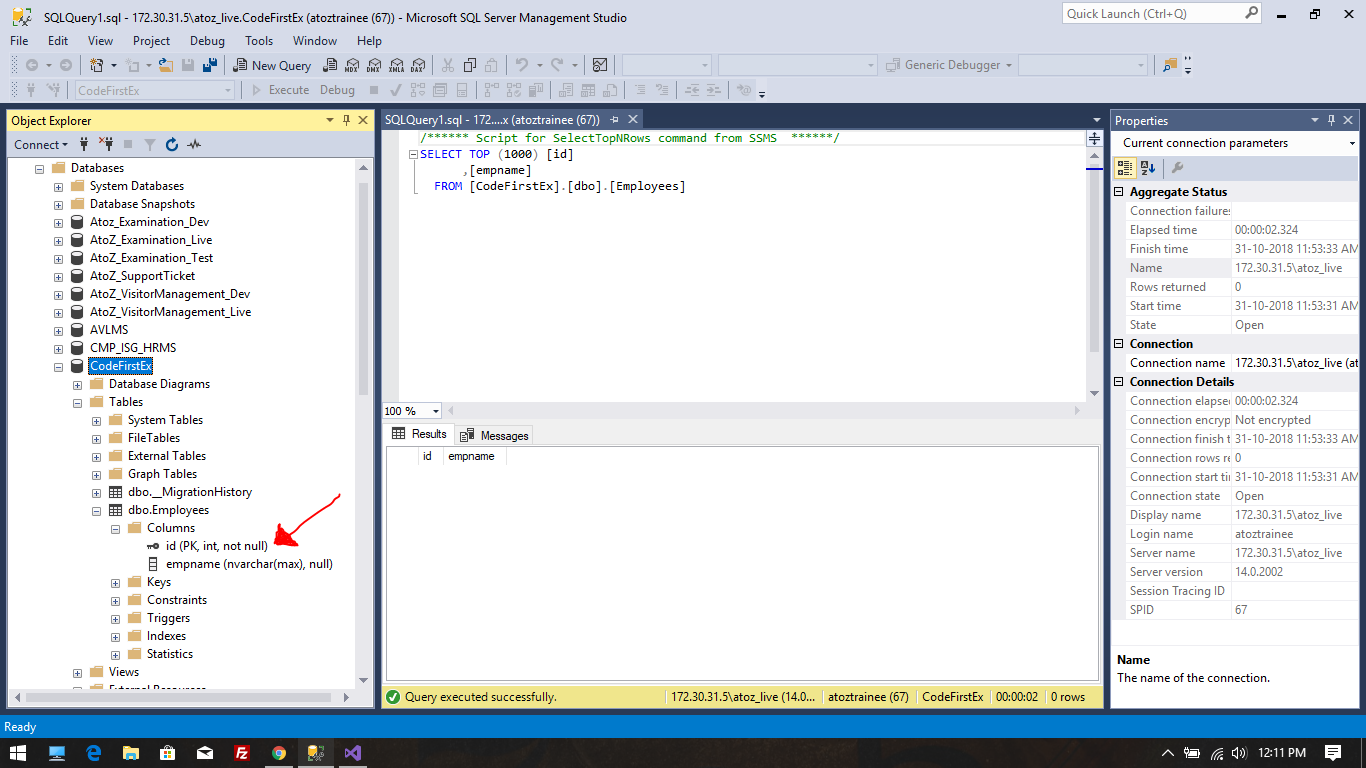 SQLQuery1.sql - 172.30.31.5\atoz_live.CodeFirstEx (atoztrainee (67)) - Microsoft SQL Server Management Studio
Quick Launch (Ctrl+Q)
File Edit View Project Debug Tools Window Help
New Query
MDX DMX XMLA DAX
Generic Debugger
CodeFirstEx
Execute Debug
Object Explorer
Connect
Databases
System Databases
Database Snapshots
Atoz_Examination_Dev
AtoZ_Examination_Live
AtoZ_Examination_Test
AtoZ_SupportTicket
AtoZ_VisitorManagement_Dev
AtoZ_VisitorManagement_Live
AVLMS
CMP_ISG_HRMS
CodeFirstEx
Database Diagrams
Tables
System Tables
FileTables
External Tables
Graph Tables
dbo.__MigrationHistory
dbo.Employees
Columns
id (PK, int, not null)
empname (nvarchar(max), null)
Keys
Constraints
Triggers
Indexes
Statistics
Views
External Resources
SQLQuery1.sql - 172....x (atoztrainee (67))
/****** Script for SelectTopNRows command from SSMS ******/
SELECT TOP (1000) [id]
,[empname]
FROM [CodeFirstEx].[dbo].[Employees]
100 %
Results Messages
id empname
Query executed successfully. 172.30.31.5\atoz_live (14.0... atoztrainee (67) CodeFirstEx 00:00:02 0 rows
Properties
Current connection parameters
Aggregate Status
Connection failures
Elapsed time 00:00:02.324
Finish time 31-10-2018 11:53:33 AM
Name 172.30.31.5\atoz_live
Rows returned 0
Start time 31-10-2018 11:53:31 AM
State Open
Connection
Connection name 172.30.31.5\atoz_live (at
Connection Details
Connection elapse 00:00:02.324
Connection encryp Not encrypted
Connection finish t 31-10-2018 11:53:33 AM
Connection rows re 0
Connection start ti 31-10-2018 11:53:31 AM
Connection state Open
Display name 172.30.31.5\atoz_live
Login name atoztrainee
Server name 172.30.31.5\atoz_live
Server version 14.0.2002
Session Tracing ID
SPID 67
Name
The name of the connection.
Ready
12:11 PM